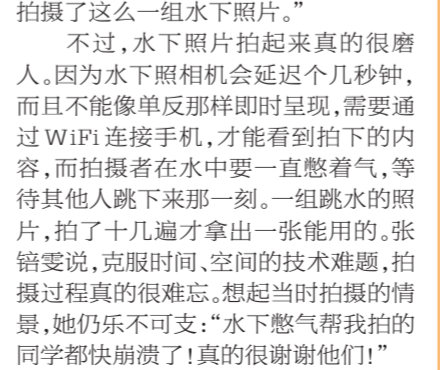 拍摄了这么一组水下照片。”
不过,水下照片拍起来真的很磨
人。因为水下照相机会延迟个几秒钟,
而且不能像单反那样即时呈现,需要通
过WiFi连接手机,才能看到拍下的内
容,而拍摄者在水中要一直憋着气,等
待其他人跳下来那一刻。一组跳水的照
片,拍了十几遍才拿出一张能用的。张
锫雯说,克服时间、空间的技术难题,拍
摄过程真的很难忘。想起当时拍摄的情
景,她仍乐不可支:“水下憋气帮我拍的
同学都快崩溃了!真的很谢谢他们!”